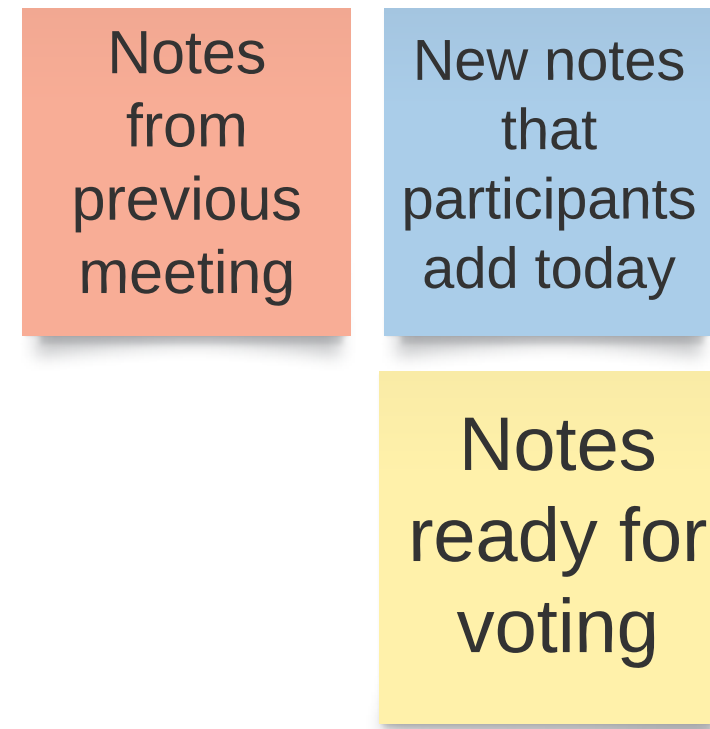 Notes
from
previous
meeting
New notes
that
participants
add today
Notes
ready for
voting